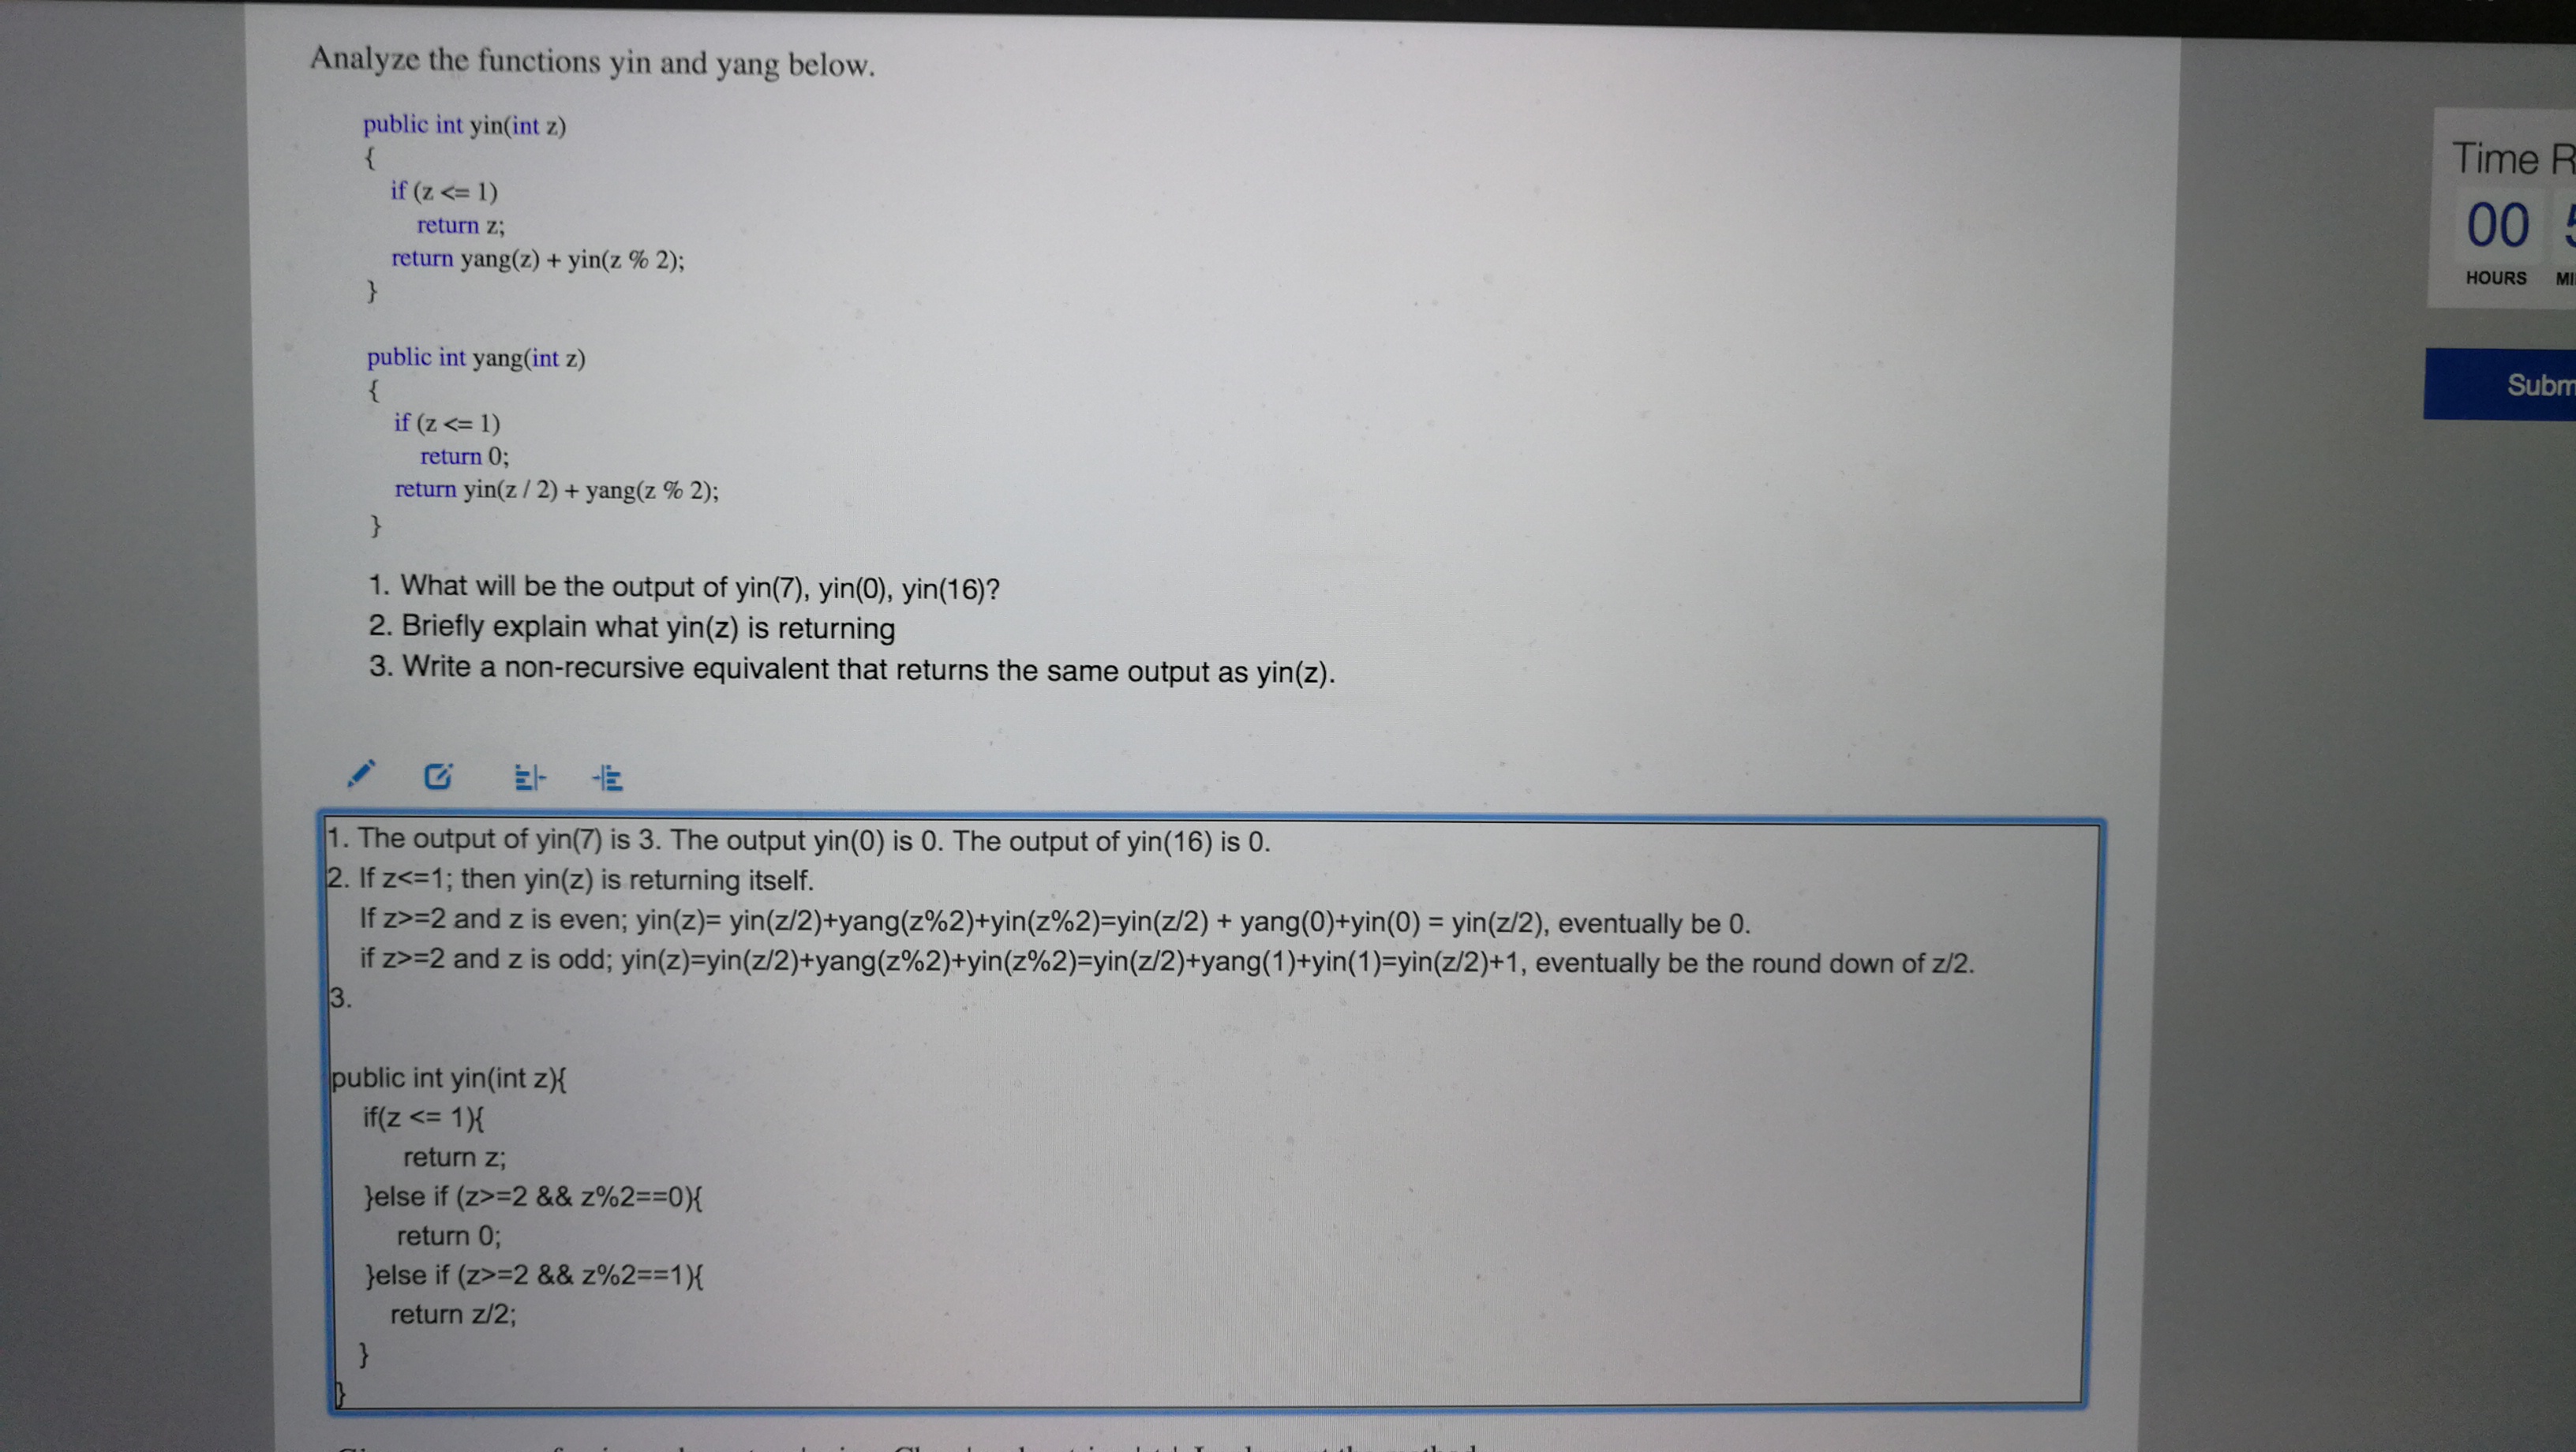 Analyze the functions yin and yang below.
public int yin(int z)
{
if (z <= 1)
return z;
return yang(z) + yin(z % 2);
}
public int yang(int z)
{
if (z <= 1)
return 0;
return yin(z / 2) + yang(z % 2);
}
1. What will be the output of yin(7), yin(0), yin(16)?
2. Briefly explain what yin(z) is returning
3. Write a non-recursive equivalent that returns the same output as yin(z).
1. The output of yin(7) is 3. The output yin(0) is 0. The output of yin(16) is 0.
2. If z<=1; then yin(z) is returning itself.
If z>=2 and z is even; yin(z)= yin(z/2)+yang(z%2)+yin(z%2)=yin(z/2) + yang(0)+yin(0) = yin(z/2), eventually be 0.
if z>=2 and z is odd; yin(z)=yin(z/2)+yang(z%2)+yin(z%2)=yin(z/2)+yang(1)+yin(1)=yin(z/2)+1, eventually be the round down of z/2.
3.
public int yin(int z){
if(z <= 1){
return z;
}else if (z>=2 && z%2==0){
return 0;
}else if (z>=2 && z%2==1){
return z/2;
}
}
Time R
00
HOURS MI
Subm